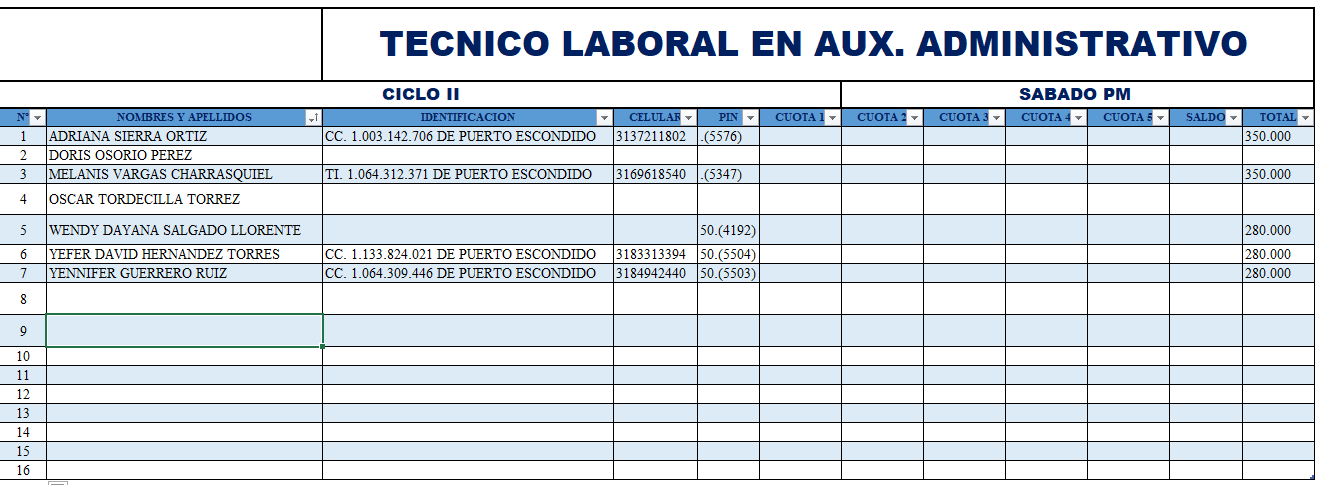 TECNICO LABORAL EN AUX. ADMINISTRATIVO
CICLO II SABADO PM
Nº NOMBRES Y APELLIDOS IDENTIFICACION CELULAR PIN CUOTA 1 CUOTA 2 CUOTA 3 CUOTA 4 CUOTA 5 SALDO TOTAL
1 ADRIANA SIERRA ORTIZ CC. 1.003.142.706 DE PUERTO ESCONDIDO 3137211802 .(5576) 350.000
2 DORIS OSORIO PEREZ
3 MELANIS VARGAS CHARRASQUIEL TI. 1.064.312.371 DE PUERTO ESCONDIDO 3169618540 .(5347) 350.000
4 OSCAR TORDECILLA TORREZ
5 WENDY DAYANA SALGADO LLORENTE 50.(4192) 280.000
6 YEFER DAVID HERNANDEZ TORRES CC. 1.133.824.021 DE PUERTO ESCONDIDO 3183313394 50.(5504) 280.000
7 YENNIFER GUERRERO RUIZ CC. 1.064.309.446 DE PUERTO ESCONDIDO 3184942440 50.(5503) 280.000
8
9
10
11
12
13
14
15
16